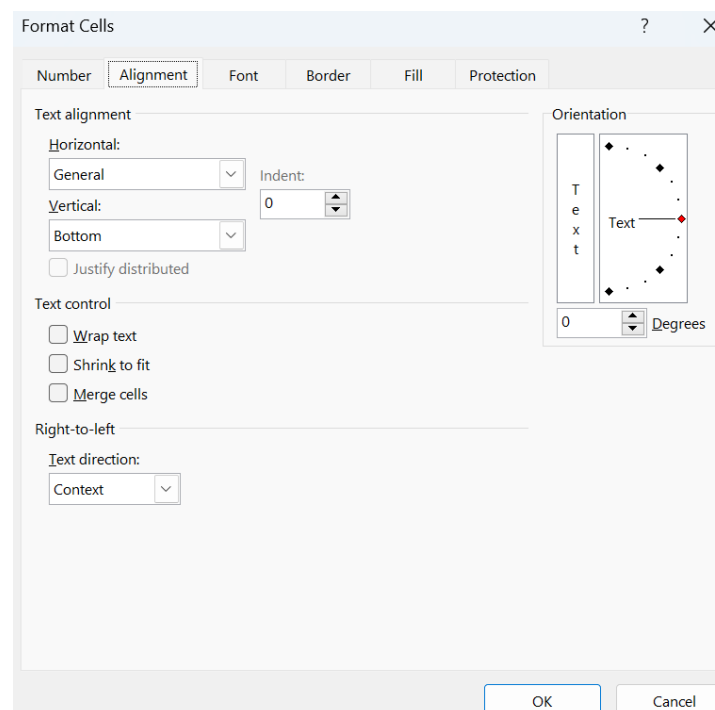 Format Cells ?
Number Alignment Font Border Fill Protection
Text alignment
Horizontal:
General
Indent:
0
Vertical:
Bottom
Justify distributed
Text control
Wrap text
Shrink to fit
Merge cells
Right-to-left
Text direction:
Context
Orientation
Text
Text
0 Degrees
OK Cancel